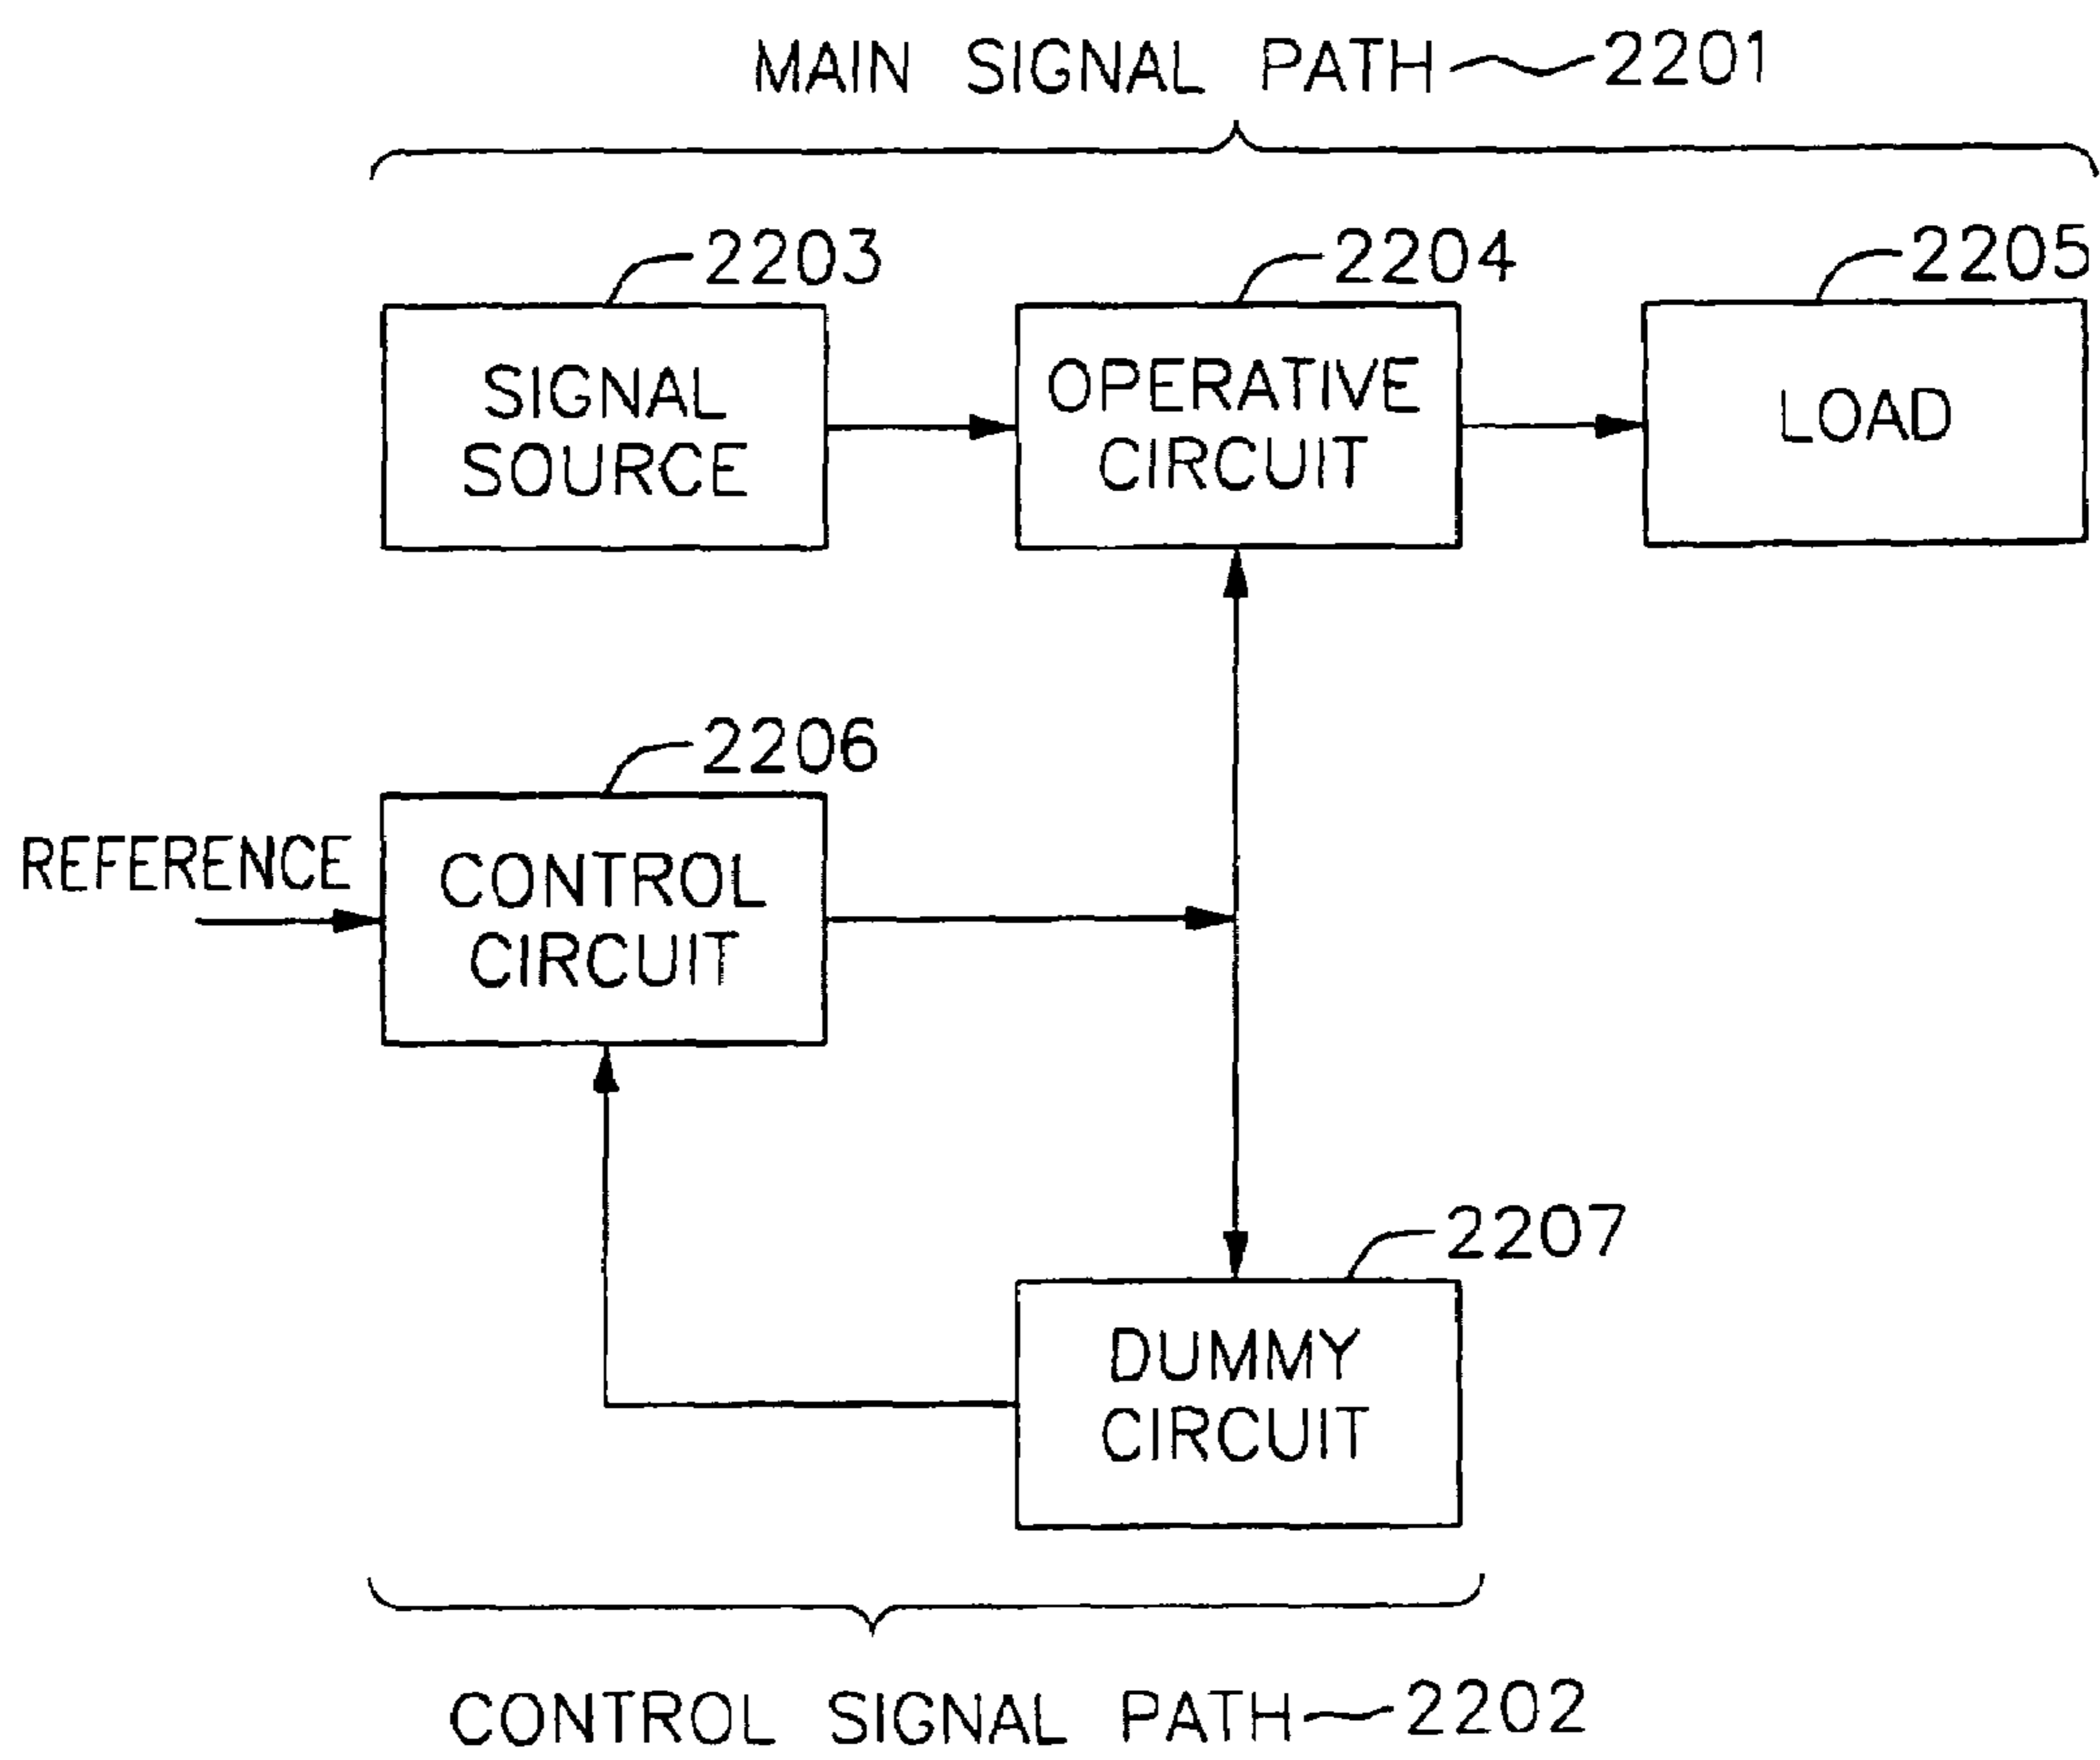 MAIN SIGNAL PATH 2201
2203
2204
2205
SIGNAL
SOURCE
OPERATIVE
CIRCUIT
LOAD
2206
REFERENCE
CONTROL
CIRCUIT
2207
DUMMY
CIRCUIT
CONTROL SIGNAL PATH 2202